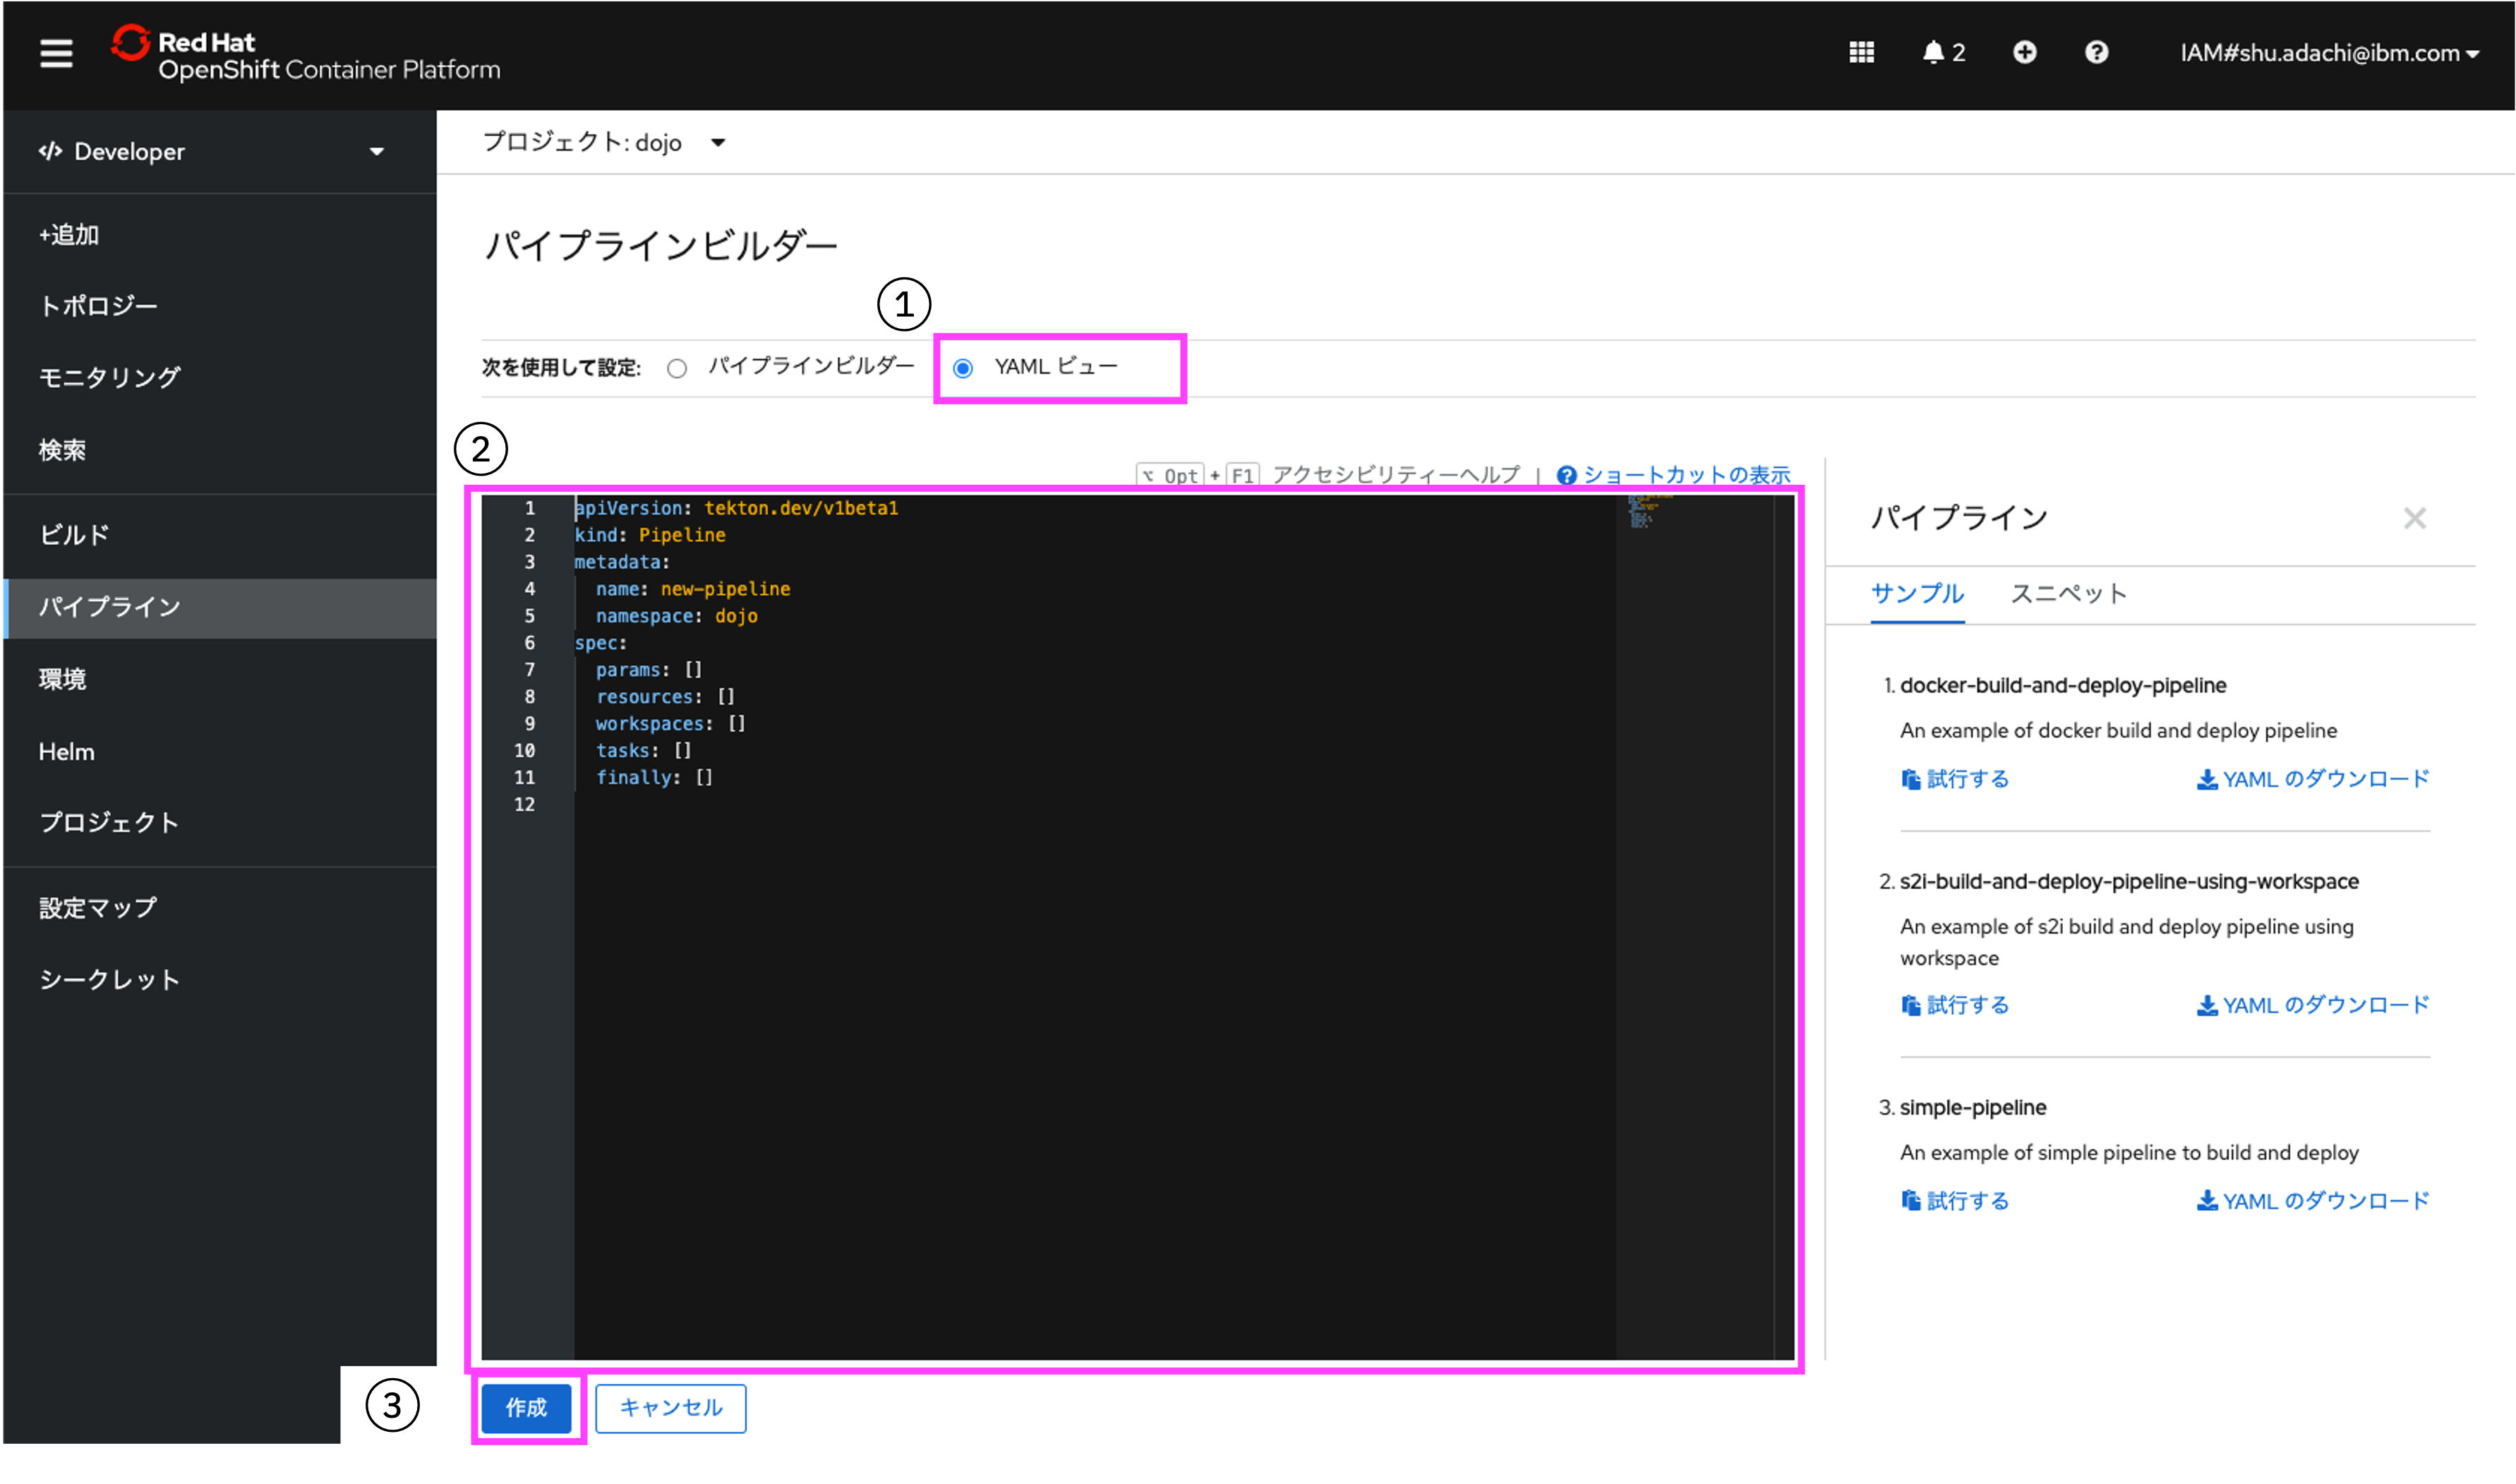 Red Hat
OpenShift Container Platform
2
IAM#shu.adachi@ibm.com
Developer
+追加
トポロジー
モニタリング
検索
ビルド
パイプライン
環境
Helm
プロジェクト
設定マップ
シークレット
プロジェクト: dojo
パイプラインビルダー
①
次を使用して設定: パイプラインビルダー YAML ビュー
②
⌥ Opt + F1 アクセシビリティーヘルプ | ショートカットの表示
1 apiVersion: tekton.dev/v1beta1
2 kind: Pipeline
3 metadata:
4 name: new-pipeline
5 namespace: dojo
6 spec:
7 params: []
8 resources: []
9 workspaces: []
10 tasks: []
11 finally: []
12
③
作成 キャンセル
パイプライン
サンプル スニペット
1. docker-build-and-deploy-pipeline
An example of docker build and deploy pipeline
試行する YAML のダウンロード
2. s2i-build-and-deploy-pipeline-using-workspace
An example of s2i build and deploy pipeline using
workspace
試行する YAML のダウンロード
3. simple-pipeline
An example of simple pipeline to build and deploy
試行する YAML のダウンロード